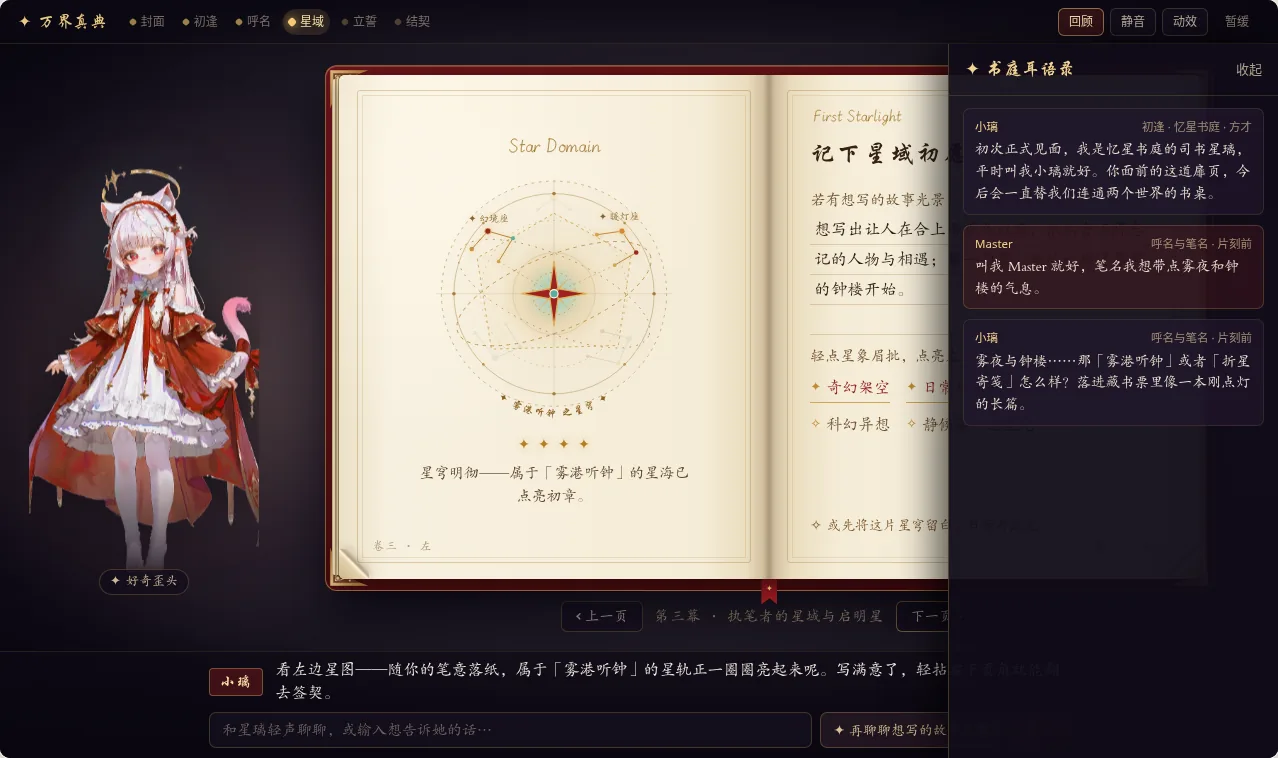 ✦ 万界真典
封面
初逢
呼名
星域
立誓
结契
回顾
静音
动效
暂缓
Star Domain
✦ 幻境座
✦ 暖灯座
✦ 雾港听钟 之星穹 ✦
✦ ✦ ✦ ✦
星穹明彻——属于「雾港听钟」的星海已
点亮初章。
卷三 · 左
First Starlight
记下星域初
若有想写的故事光景
想写出让人在合上
记的人物与相遇；
的钟楼开始。
轻点星象眉批，点亮
✦ 奇幻架空
✦ 日常
✧ 科幻异想
✧ 静候
✧ 或先将这片星穹留白
✦ 好奇歪头
‹ 上一页
第三幕 · 执笔者的星域与启明星
下一页
小璃
看左边星图——随你的笔意落纸，属于「雾港听钟」的星轨正一圈圈亮起来呢。写满意了，轻拈
去签契。
和星璃轻声聊聊，或输入想告诉她的话…
✦ 再聊聊想写的故
✦ 书庭耳语录
收起
小璃
初逢 · 忆星书庭 · 方才
初次正式见面，我是忆星书庭的司书星璃，
平时叫我小璃就好。你面前的这道扉页，今
后会一直替我们连通两个世界的书桌。
Master
呼名与笔名 · 片刻前
叫我 Master 就好，笔名我想带点雾夜和钟
楼的气息。
小璃
呼名与笔名 · 片刻前
雾夜与钟楼……那「雾港听钟」或者「折星
寄笺」怎么样？落进藏书票里像一本刚点灯
的长篇。